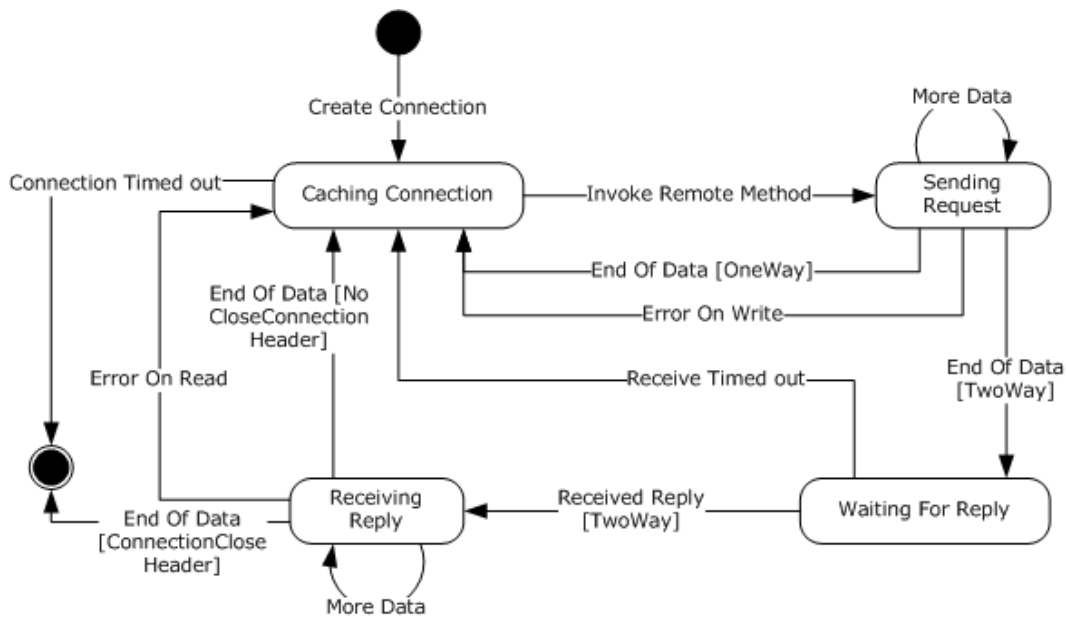 Create Connection
More Data
Connection Timed out
Caching Connection
Invoke Remote Method
Sending
Request
End Of Data [OneWay]
End Of Data [No
CloseConnection
Header]
Error On Write
Error On Read
Receive Timed out
End Of Data
[TwoWay]
Receiving
Reply
Received Reply
[TwoWay]
Waiting For Reply
End Of Data
[ConnectionClose
Header]
More Data